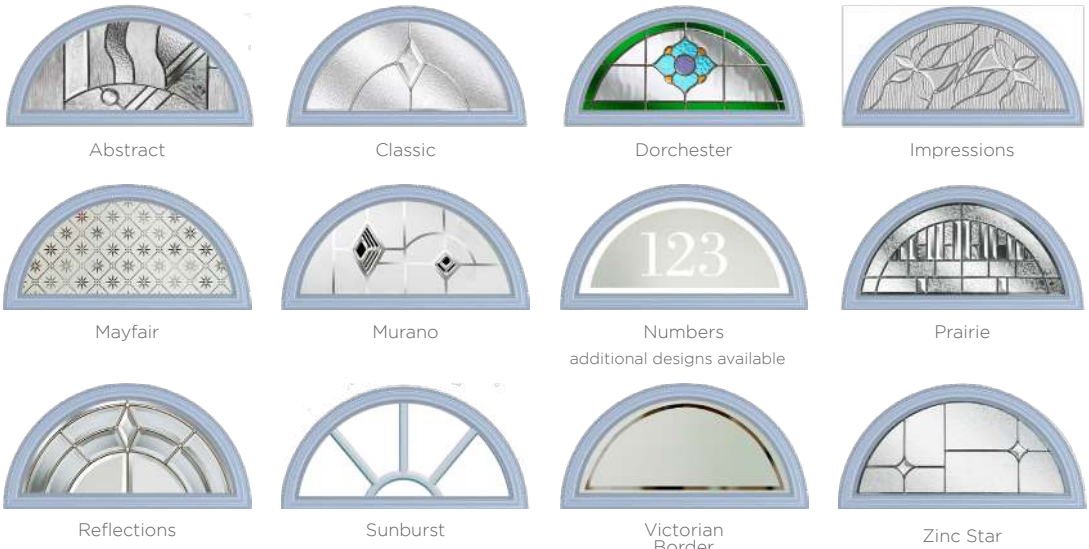 Abstract
Classic
Dorchester
Impressions
123
Mayfair
Murano
Numbers
additional designs available
Prairie
Reflections
Sunburst
Victorian
Border
Zinc Star